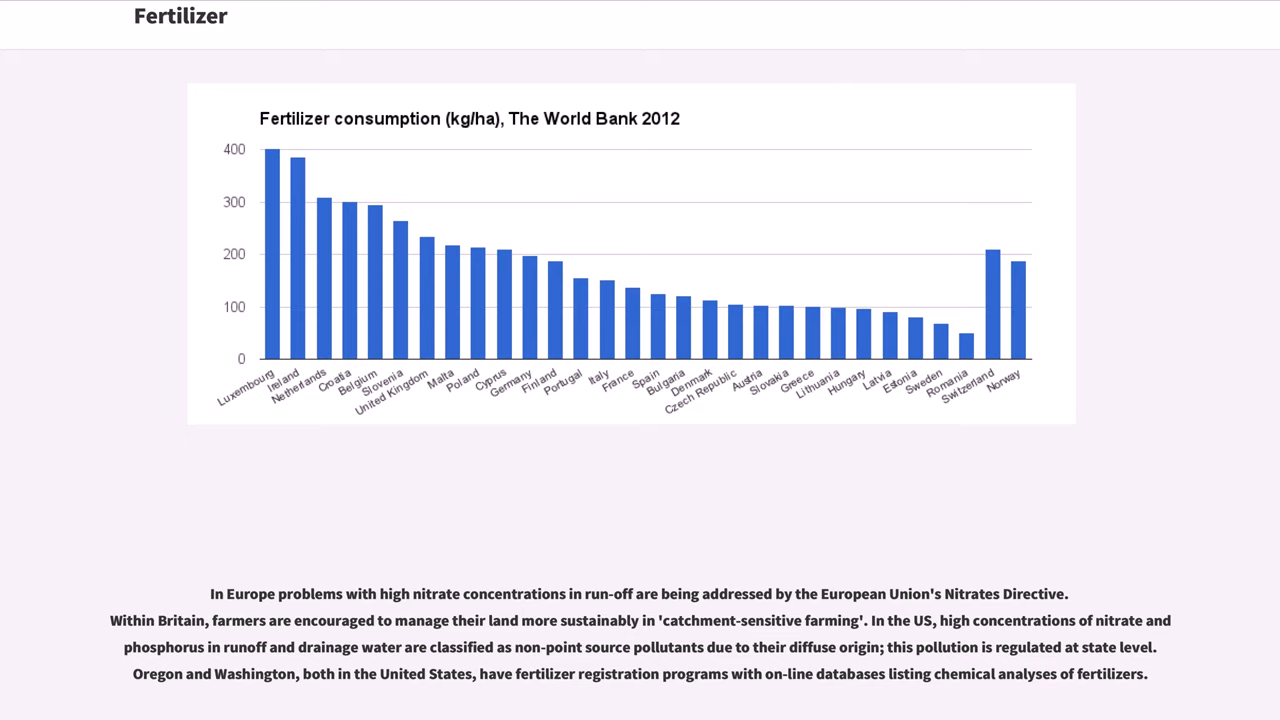 Fertilizer
Fertilizer consumption (kg/ha), The World Bank 2012
400
300
200
100
0
Luxembourg
Ireland
Netherlands
Croatia
Belgium
Slovenia
United Kingdom
Malta
Poland
Cyprus
Germany
Finland
Portugal
Italy
France
Spain
Bulgaria
Denmark
Czech Republic
Austria
Slovakia
Greece
Lithuania
Hungary
Latvia
Estonia
Sweden
Romania
Switzerland
Norway
In Europe problems with high nitrate concentrations in run-off are being addressed by the European Union's Nitrates Directive.
Within Britain, farmers are encouraged to manage their land more sustainably in 'catchment-sensitive farming'. In the US, high concentrations of nitrate and
phosphorus in runoff and drainage water are classified as non-point source pollutants due to their diffuse origin; this pollution is regulated at state level.
Oregon and Washington, both in the United States, have fertilizer registration programs with on-line databases listing chemical analyses of fertilizers.